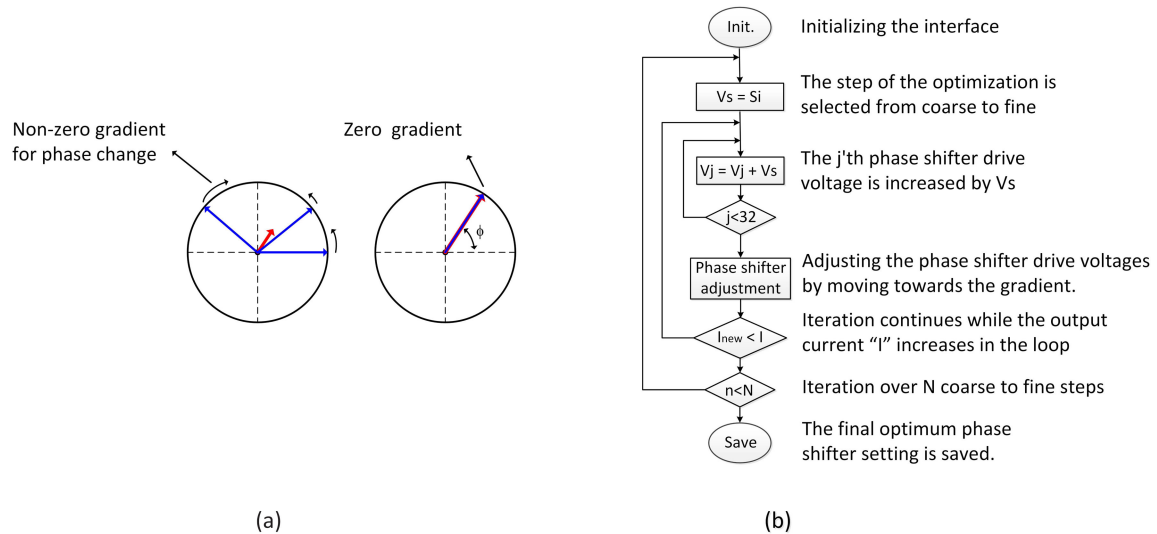 Non-zero gradient
for phase change
Zero gradient
ϕ
(a)
Init.
Initializing the interface
Vs = Si
The step of the optimization is
selected from coarse to fine
Vj = Vj + Vs
The j'th phase shifter drive
voltage is increased by Vs
j<32
Phase shifter
adjustment
Adjusting the phase shifter drive voltages
by moving towards the gradient.
Inew < I
Iteration continues while the output
current “I” increases in the loop
n<N
Iteration over N coarse to fine steps
Save
The final optimum phase
shifter setting is saved.
(b)